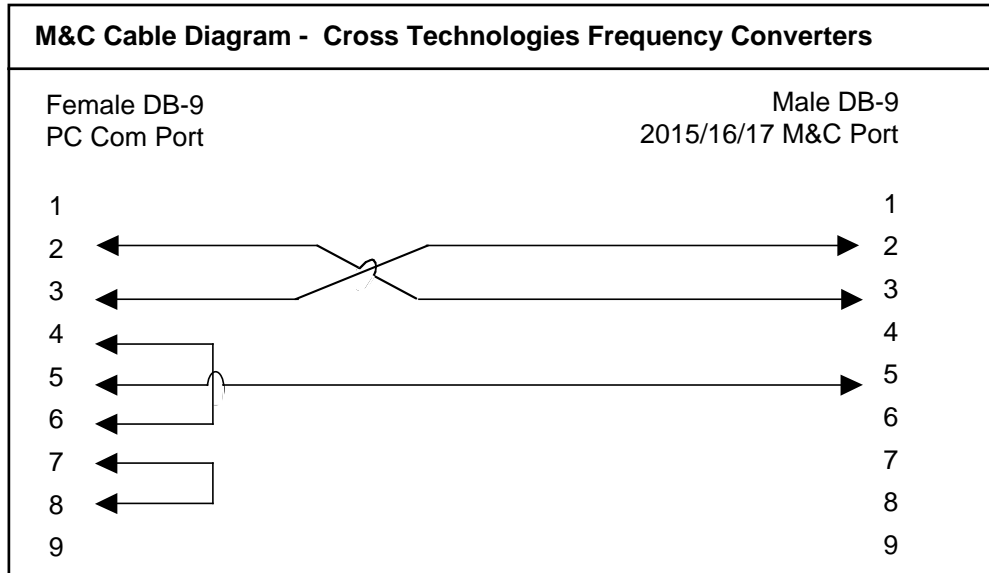 M&C Cable Diagram - Cross Technologies Frequency Converters
Female DB-9
PC Com Port
Male DB-9
2015/16/17 M&C Port
1 1
2 2
3 3
4 4
5 5
6 6
7 7
8 8
9 9